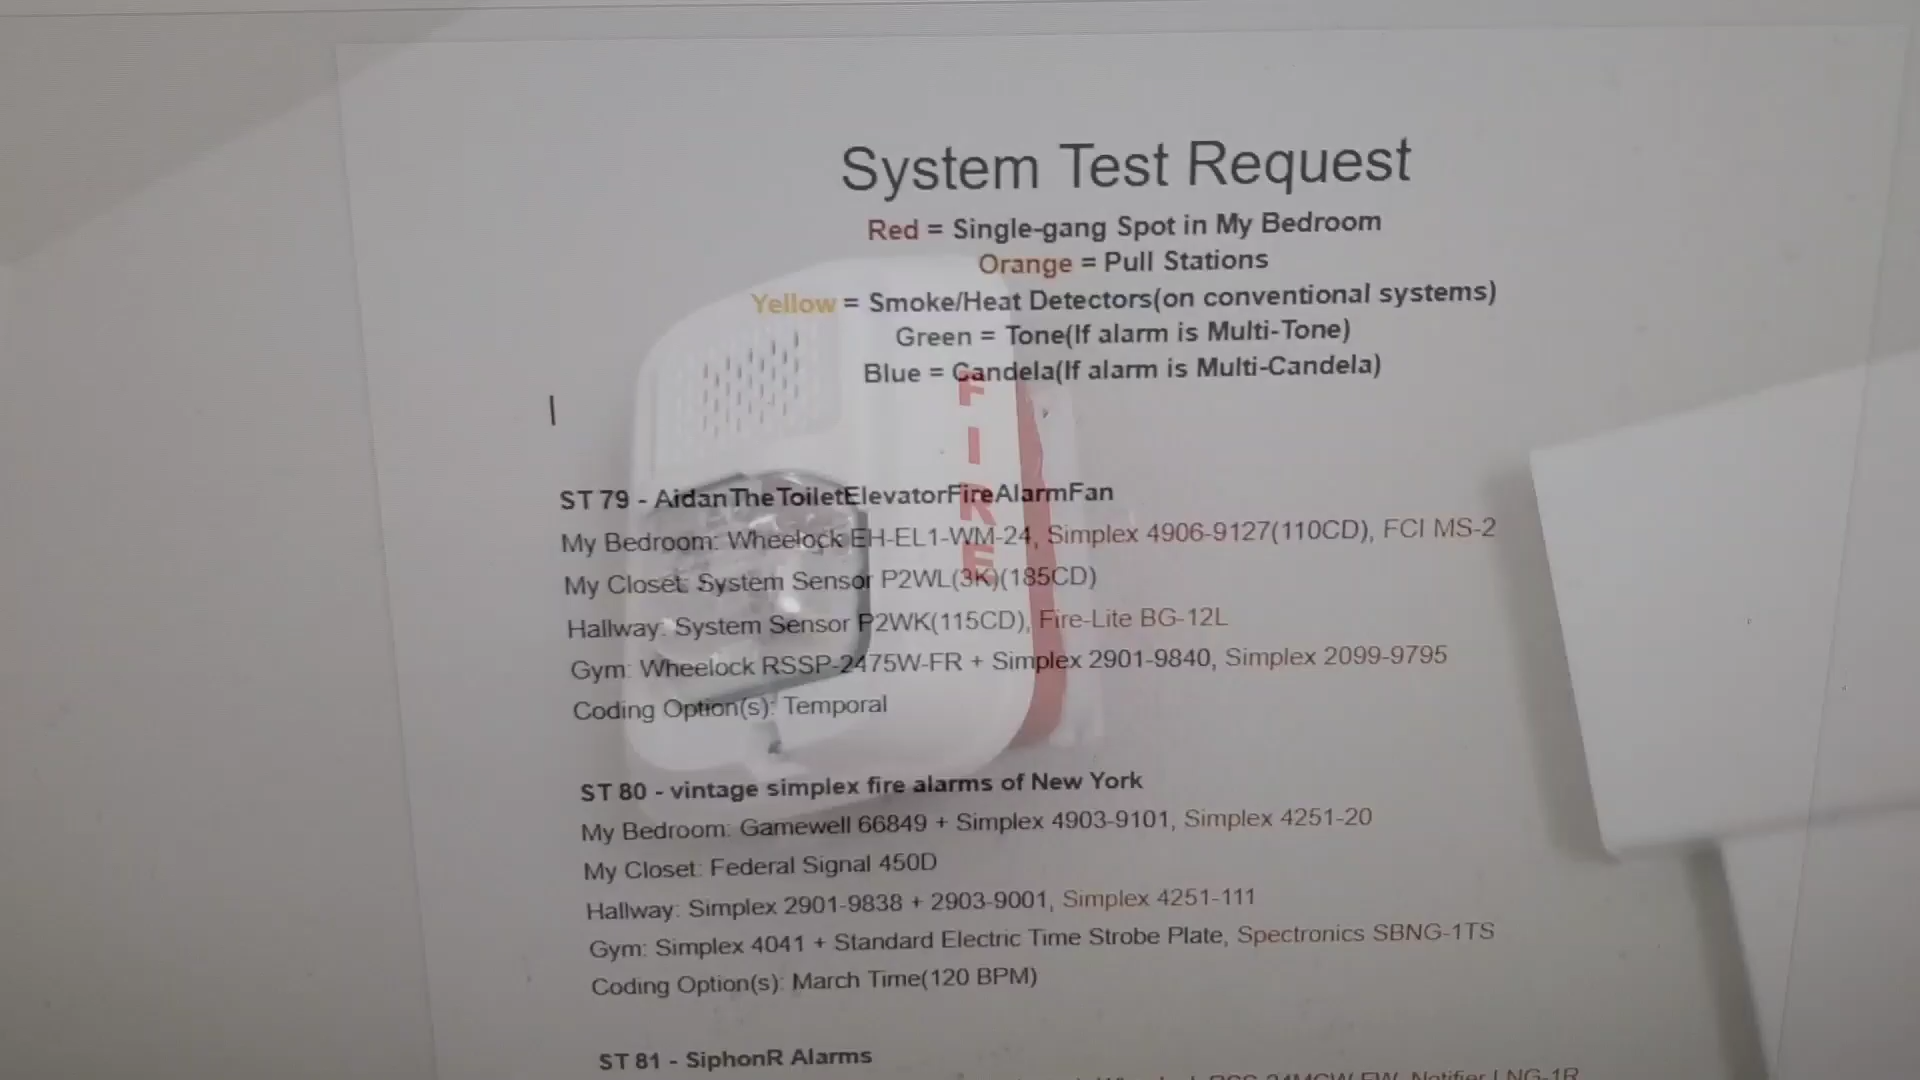 System Test Request
Red = Single-gang Spot in My Bedroom
Orange = Pull Stations
Yellow = Smoke/Heat Detectors(on conventional systems)
Green = Tone(If alarm is Multi-Tone)
Blue = Candela(If alarm is Multi-Candela)
FIRE
ST 79 - AidanTheToiletElevatorFireAlarmFan
My Bedroom: Wheelock EH-EL1-WM-24, Simplex 4906-9127(110CD), FCI MS-2
My Closet: System Sensor P2WL(3K)(185CD)
Hallway: System Sensor P2WK(115CD), Fire-Lite BG-12L
Gym: Wheelock RSSP-2475W-FR + Simplex 2901-9840, Simplex 2099-9795
Coding Option(s): Temporal
ST 80 - vintage simplex fire alarms of New York
My Bedroom: Gamewell 66849 + Simplex 4903-9101, Simplex 4251-20
My Closet: Federal Signal 450D
Hallway: Simplex 2901-9838 + 2903-9001, Simplex 4251-111
Gym: Simplex 4041 + Standard Electric Time Strobe Plate, Spectronics SBNG-1TS
Coding Option(s): March Time(120 BPM)
ST 81 - SiphonR Alarms
Notifier LNG-1R